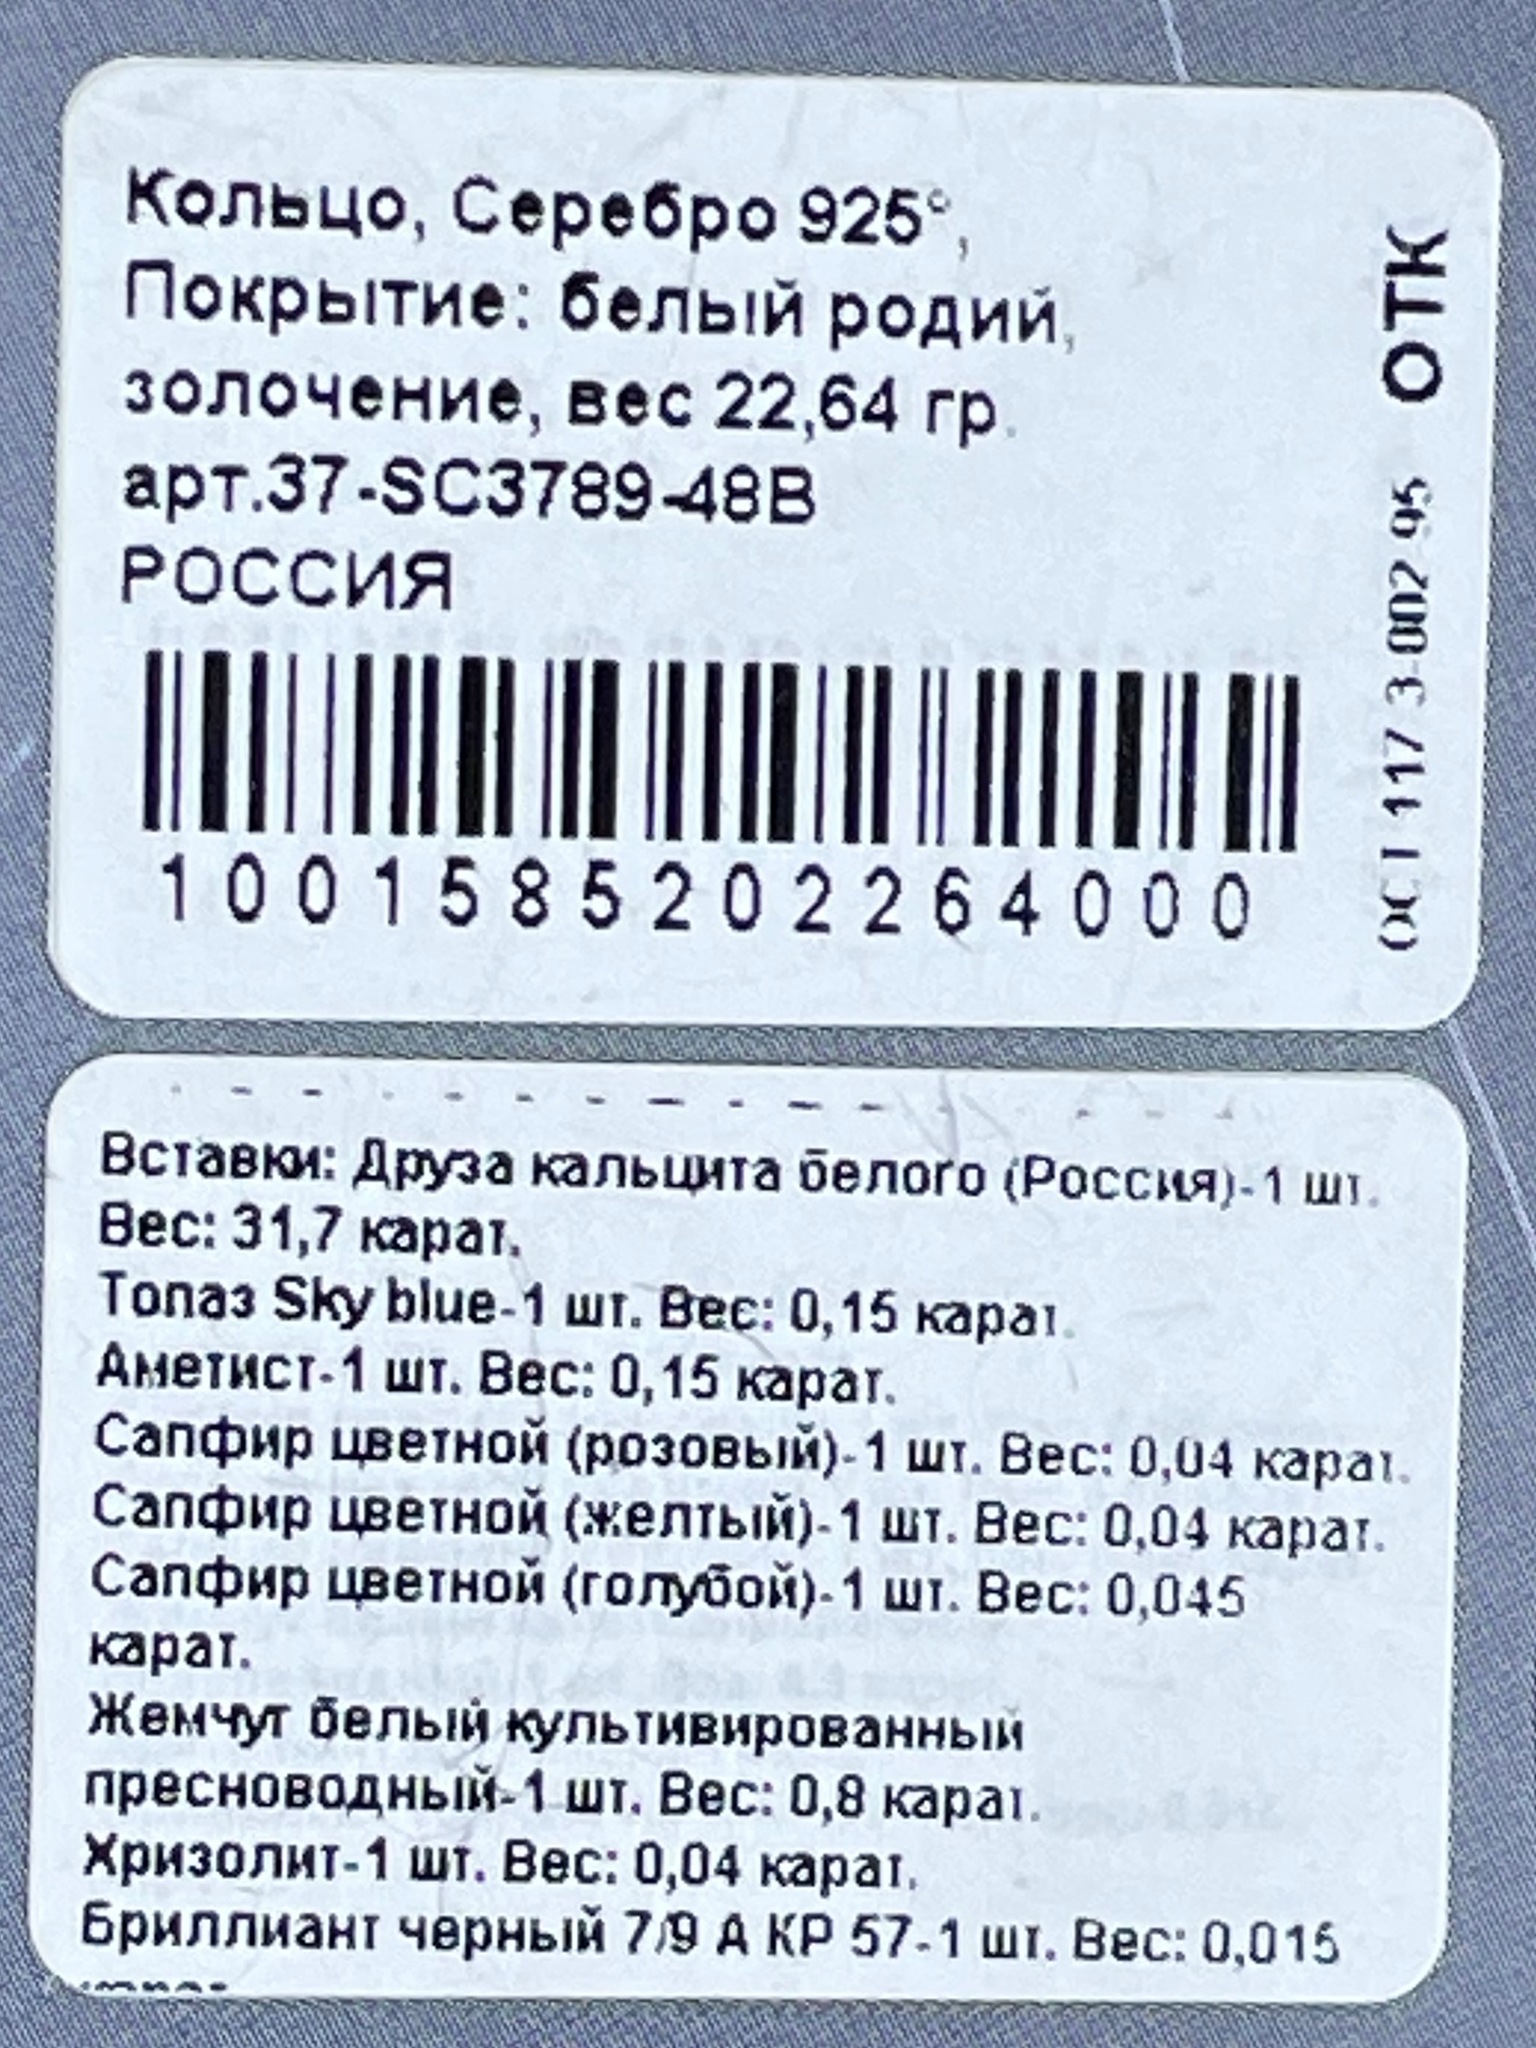 Кольцо, Серебро 925°,
Покрытие: белый родий,
золочение, вес 22,64 гр.
арт.37-SC3789-48В
РОССИЯ
1001585202264000
ОСТ 117-3-002-95 ОТК
Вставки: Друза кальцита белого (Россия)-1 шт.
Вес: 31,7 карат.
Топаз Sky blue-1 шт. Вес: 0,15 карат.
Аметист-1 шт. Вес: 0,15 карат.
Сапфир цветной (розовый)-1 шт. Вес: 0,04 карат.
Сапфир цветной (желтый)-1 шт. Вес: 0,04 карат.
Сапфир цветной (голубой)-1 шт. Вес: 0,045
карат.
Жемчуг белый культивированный
пресноводный-1 шт. Вес: 0,8 карат.
Хризолит-1 шт. Вес: 0,04 карат.
Бриллиант черный 7/9 А КР 57-1 шт. Вес: 0,015